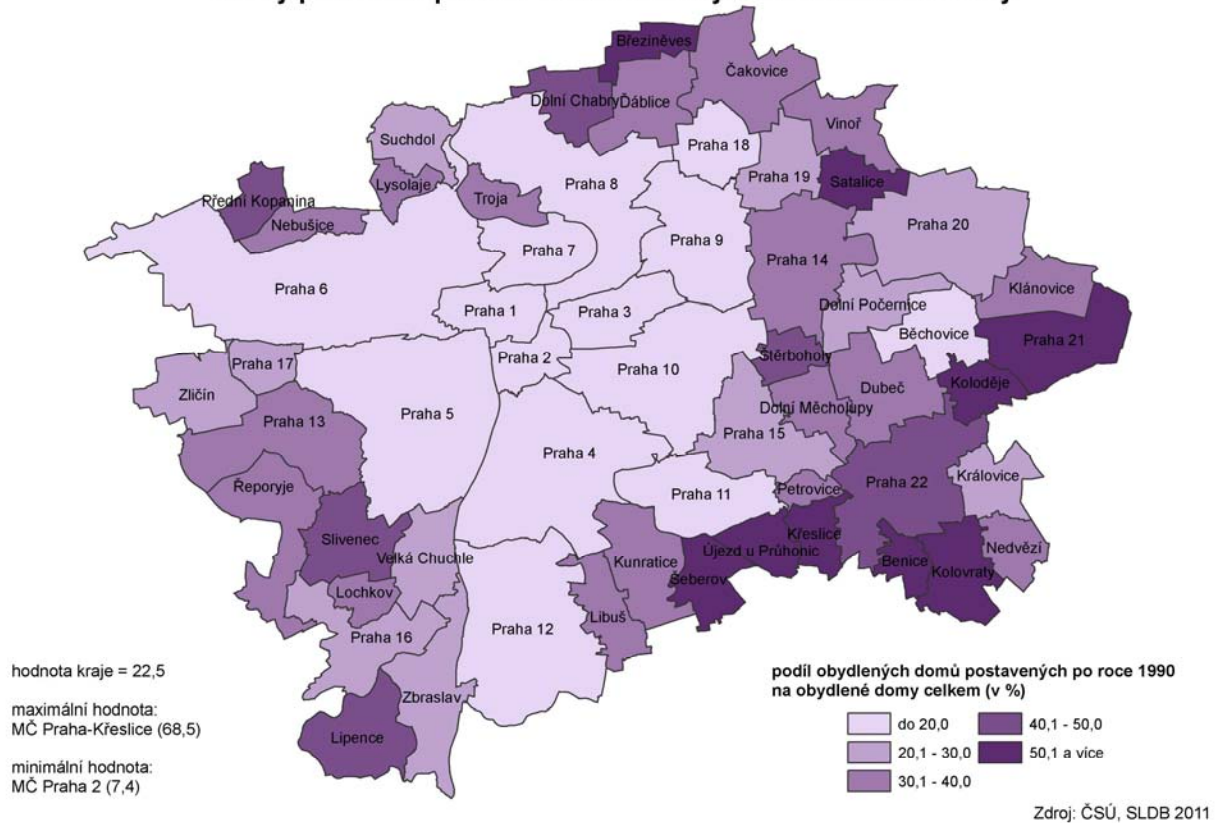 Březiněves
Čakovice
Dolní Chabry
Ďáblice
Vinoř
Suchdol
Praha 18
Praha 19
Satalice
Lysolaje
Praha 8
Troja
Přední Kopanina
Nebušice
Praha 20
Praha 7
Praha 9
Praha 14
Praha 6
Klánovice
Praha 1
Praha 3
Dolní Počernice
Běchovice
Praha 21
Praha 2
Štěrboholy
Praha 17
Praha 10
Dubeč
Koloděje
Zličín
Praha 5
Dolní Měcholupy
Praha 13
Praha 15
Praha 4
Řeporyje
Praha 11
Petrovice
Praha 22
Královice
Slivenec
Křeslice
Nedvězí
Velká Chuchle
Kunratice
Újezd u Průhonic
Benice
Kolovraty
Šeberov
Lochkov
Libuš
Praha 12
Praha 16
Zbraslav
Lipence
hodnota kraje = 22,5
maximální hodnota:
MČ Praha-Křeslice (68,5)
minimální hodnota:
MČ Praha 2 (7,4)
podíl obydlených domů postavených po roce 1990
na obydlené domy celkem (v %)
do 20,0
20,1 - 30,0
30,1 - 40,0
40,1 - 50,0
50,1 a více
Zdroj: ČSÚ, SLDB 2011